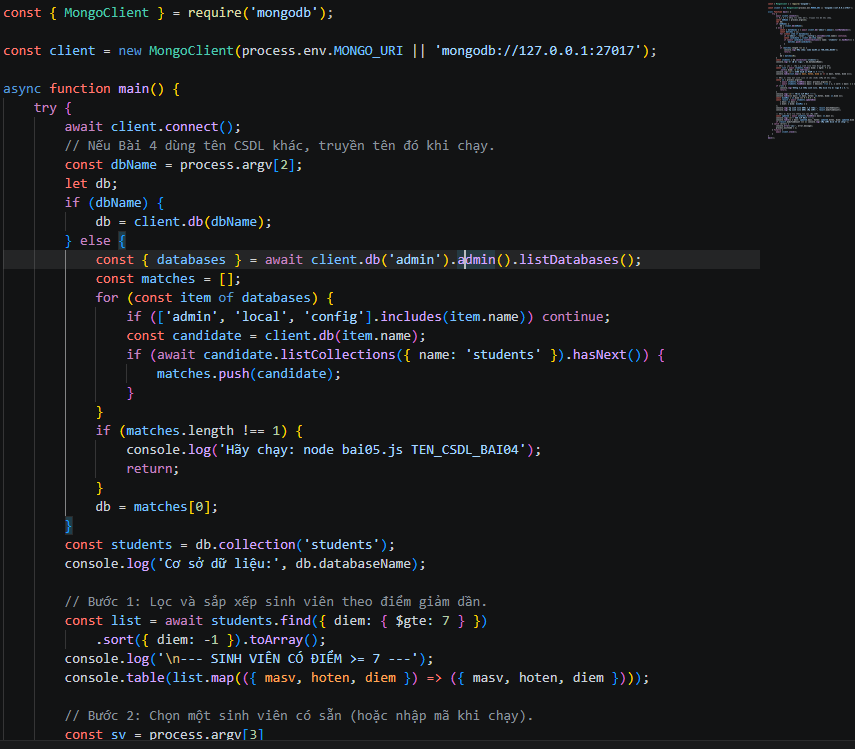 const { MongoClient } = require('mongodb');
const client = new MongoClient(process.env.MONGO_URI || 'mongodb://127.0.0.1:27017');
async function main() {
try {
await client.connect();
// Nếu Bài 4 dùng tên CSDL khác, truyền tên đó khi chạy.
const dbName = process.argv[2];
let db;
if (dbName) {
db = client.db(dbName);
} else {
const { databases } = await client.db('admin').admin().listDatabases();
const matches = [];
for (const item of databases) {
if (['admin', 'local', 'config'].includes(item.name)) continue;
const candidate = client.db(item.name);
if (await candidate.listCollections({ name: 'students' }).hasNext()) {
matches.push(candidate);
}
}
if (matches.length !== 1) {
console.log('Hãy chạy: node bai05.js TEN_CSDL_BAI04');
return;
}
db = matches[0];
}
const students = db.collection('students');
console.log('Cơ sở dữ liệu:', db.databaseName);
// Bước 1: Lọc và sắp xếp sinh viên theo điểm giảm dần.
const list = await students.find({ diem: { $gte: 7 } })
.sort({ diem: -1 }).toArray();
console.log('\n--- SINH VIÊN CÓ ĐIỂM >= 7 ---');
console.table(list.map(({ masv, hoten, diem }) => ({ masv, hoten, diem })));
// Bước 2: Chọn một sinh viên có sẵn (hoặc nhập mã khi chạy).
const sv = process.argv[3]